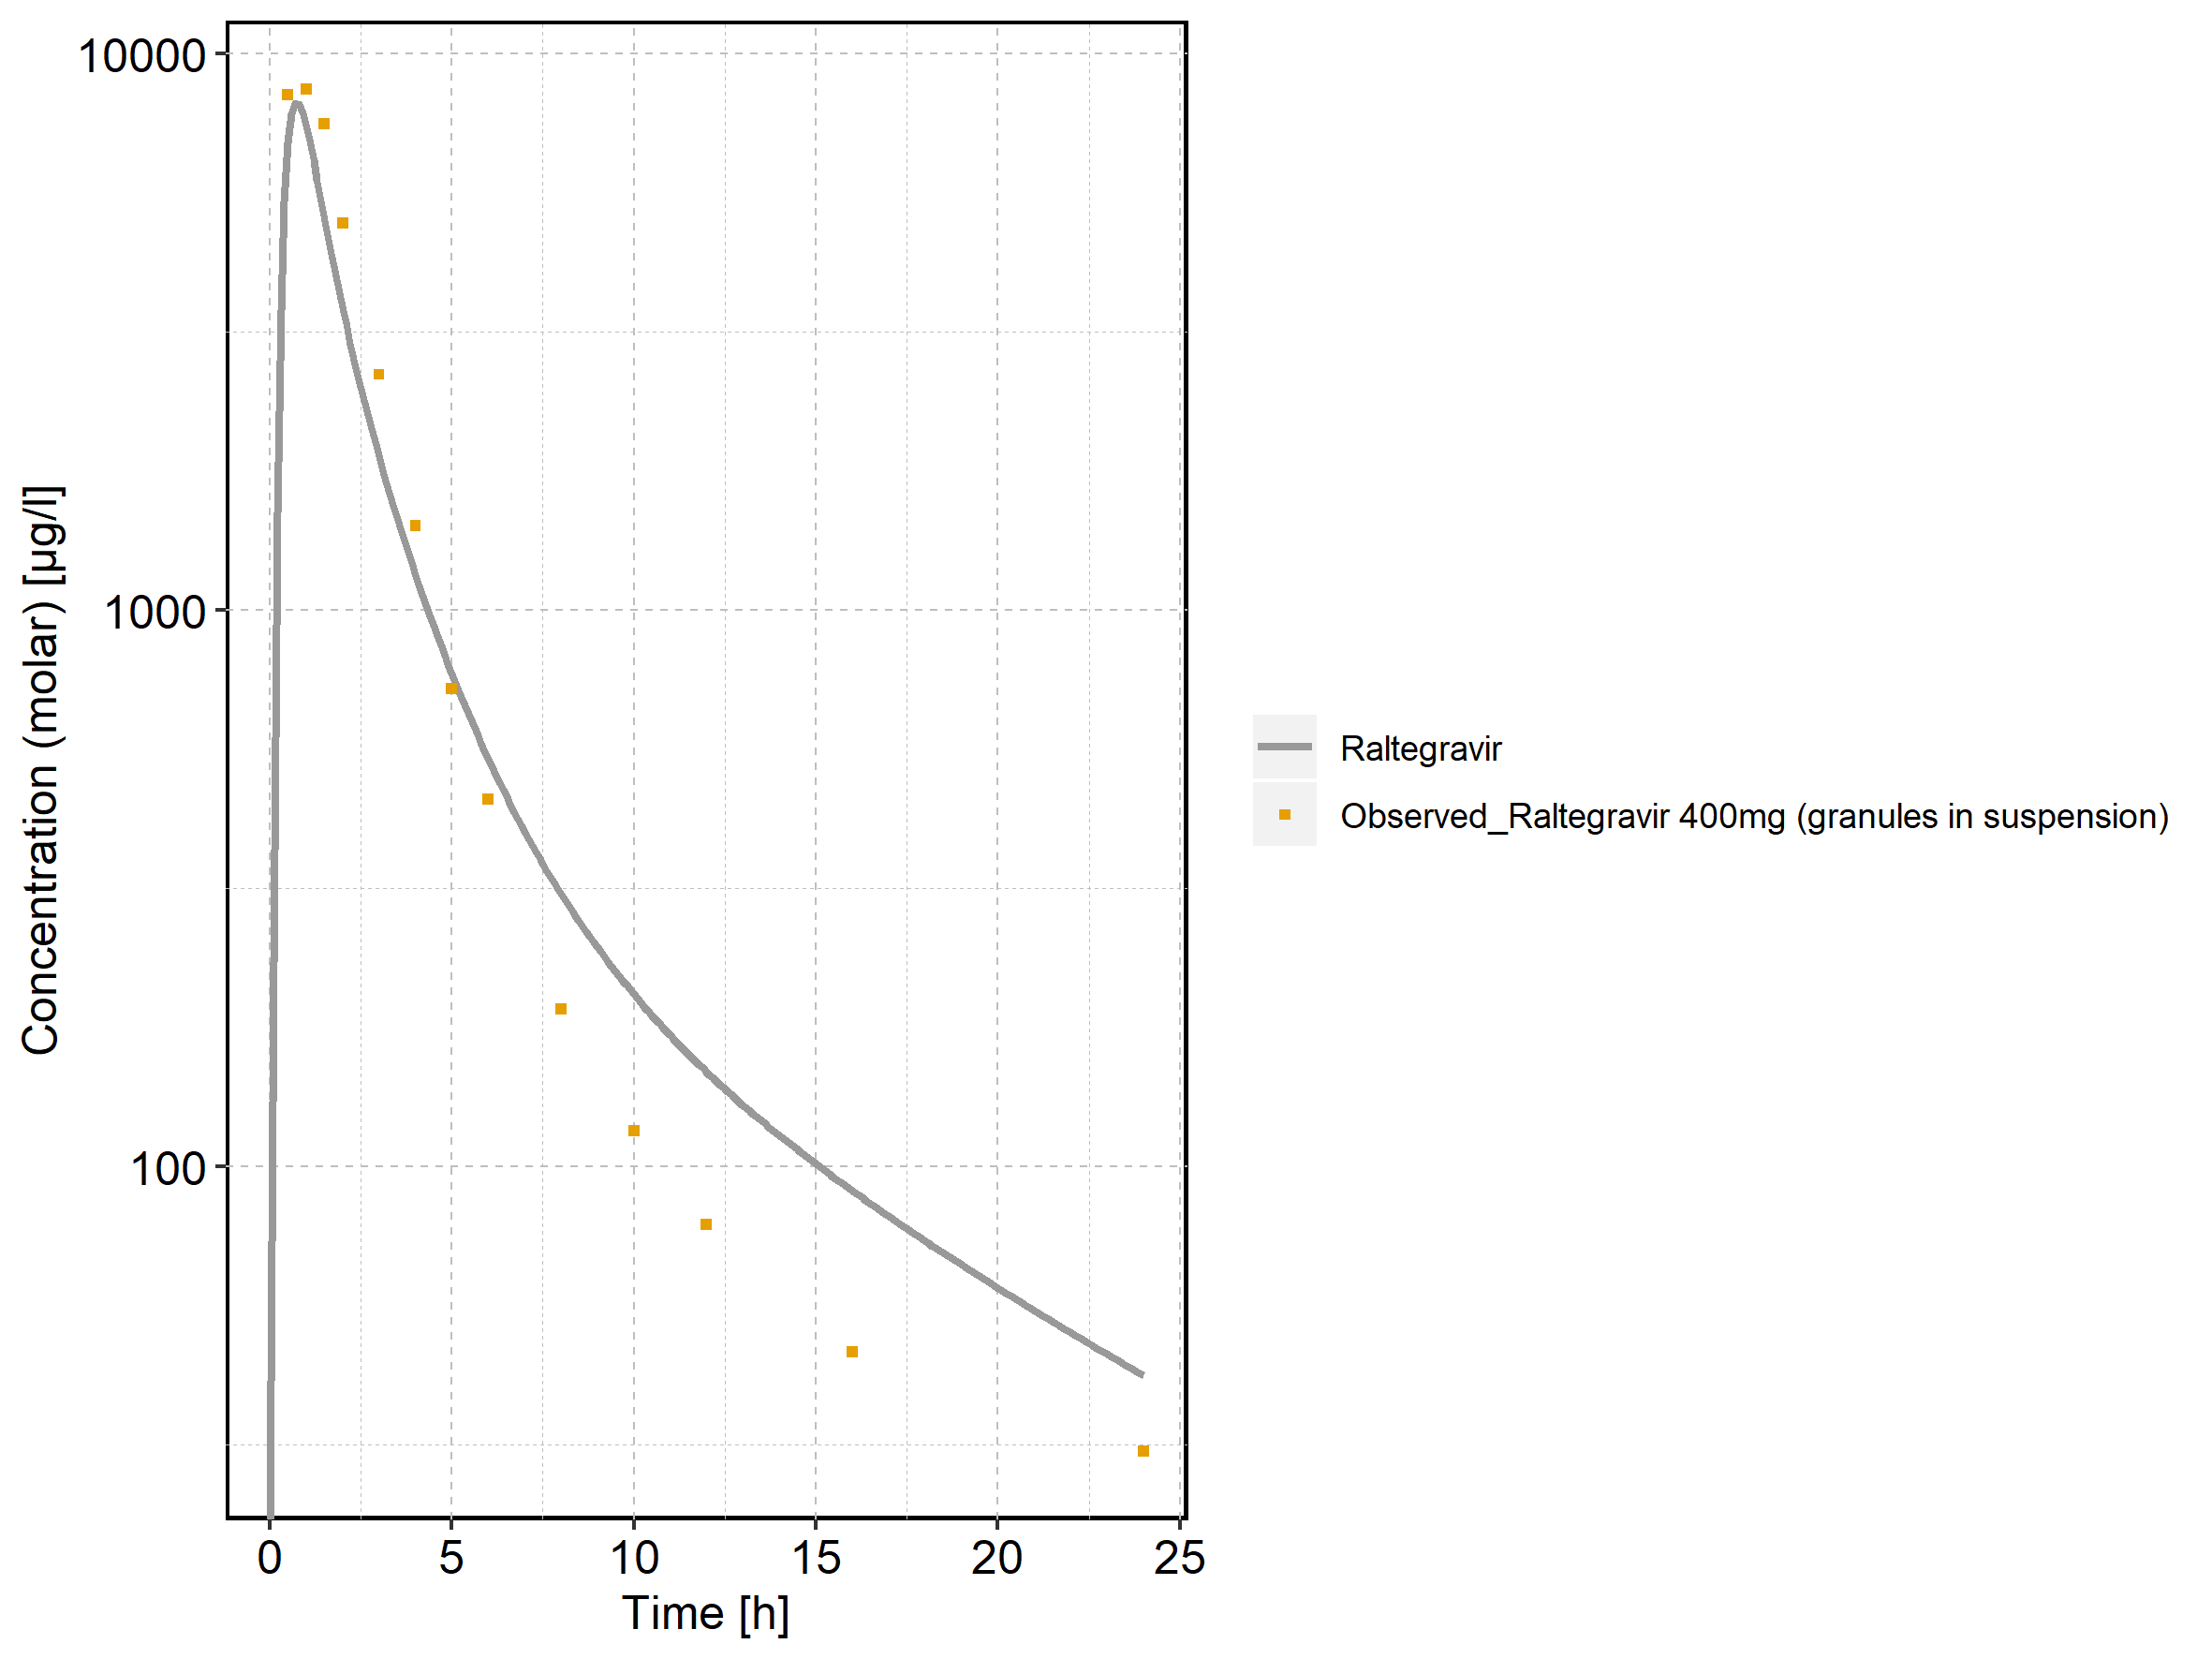 10000
1000
100
Concentration (molar) [µg/l]
0 5 10 15 20 25
Time [h]
Raltegravir
Observed_Raltegravir 400mg (granules in suspension)